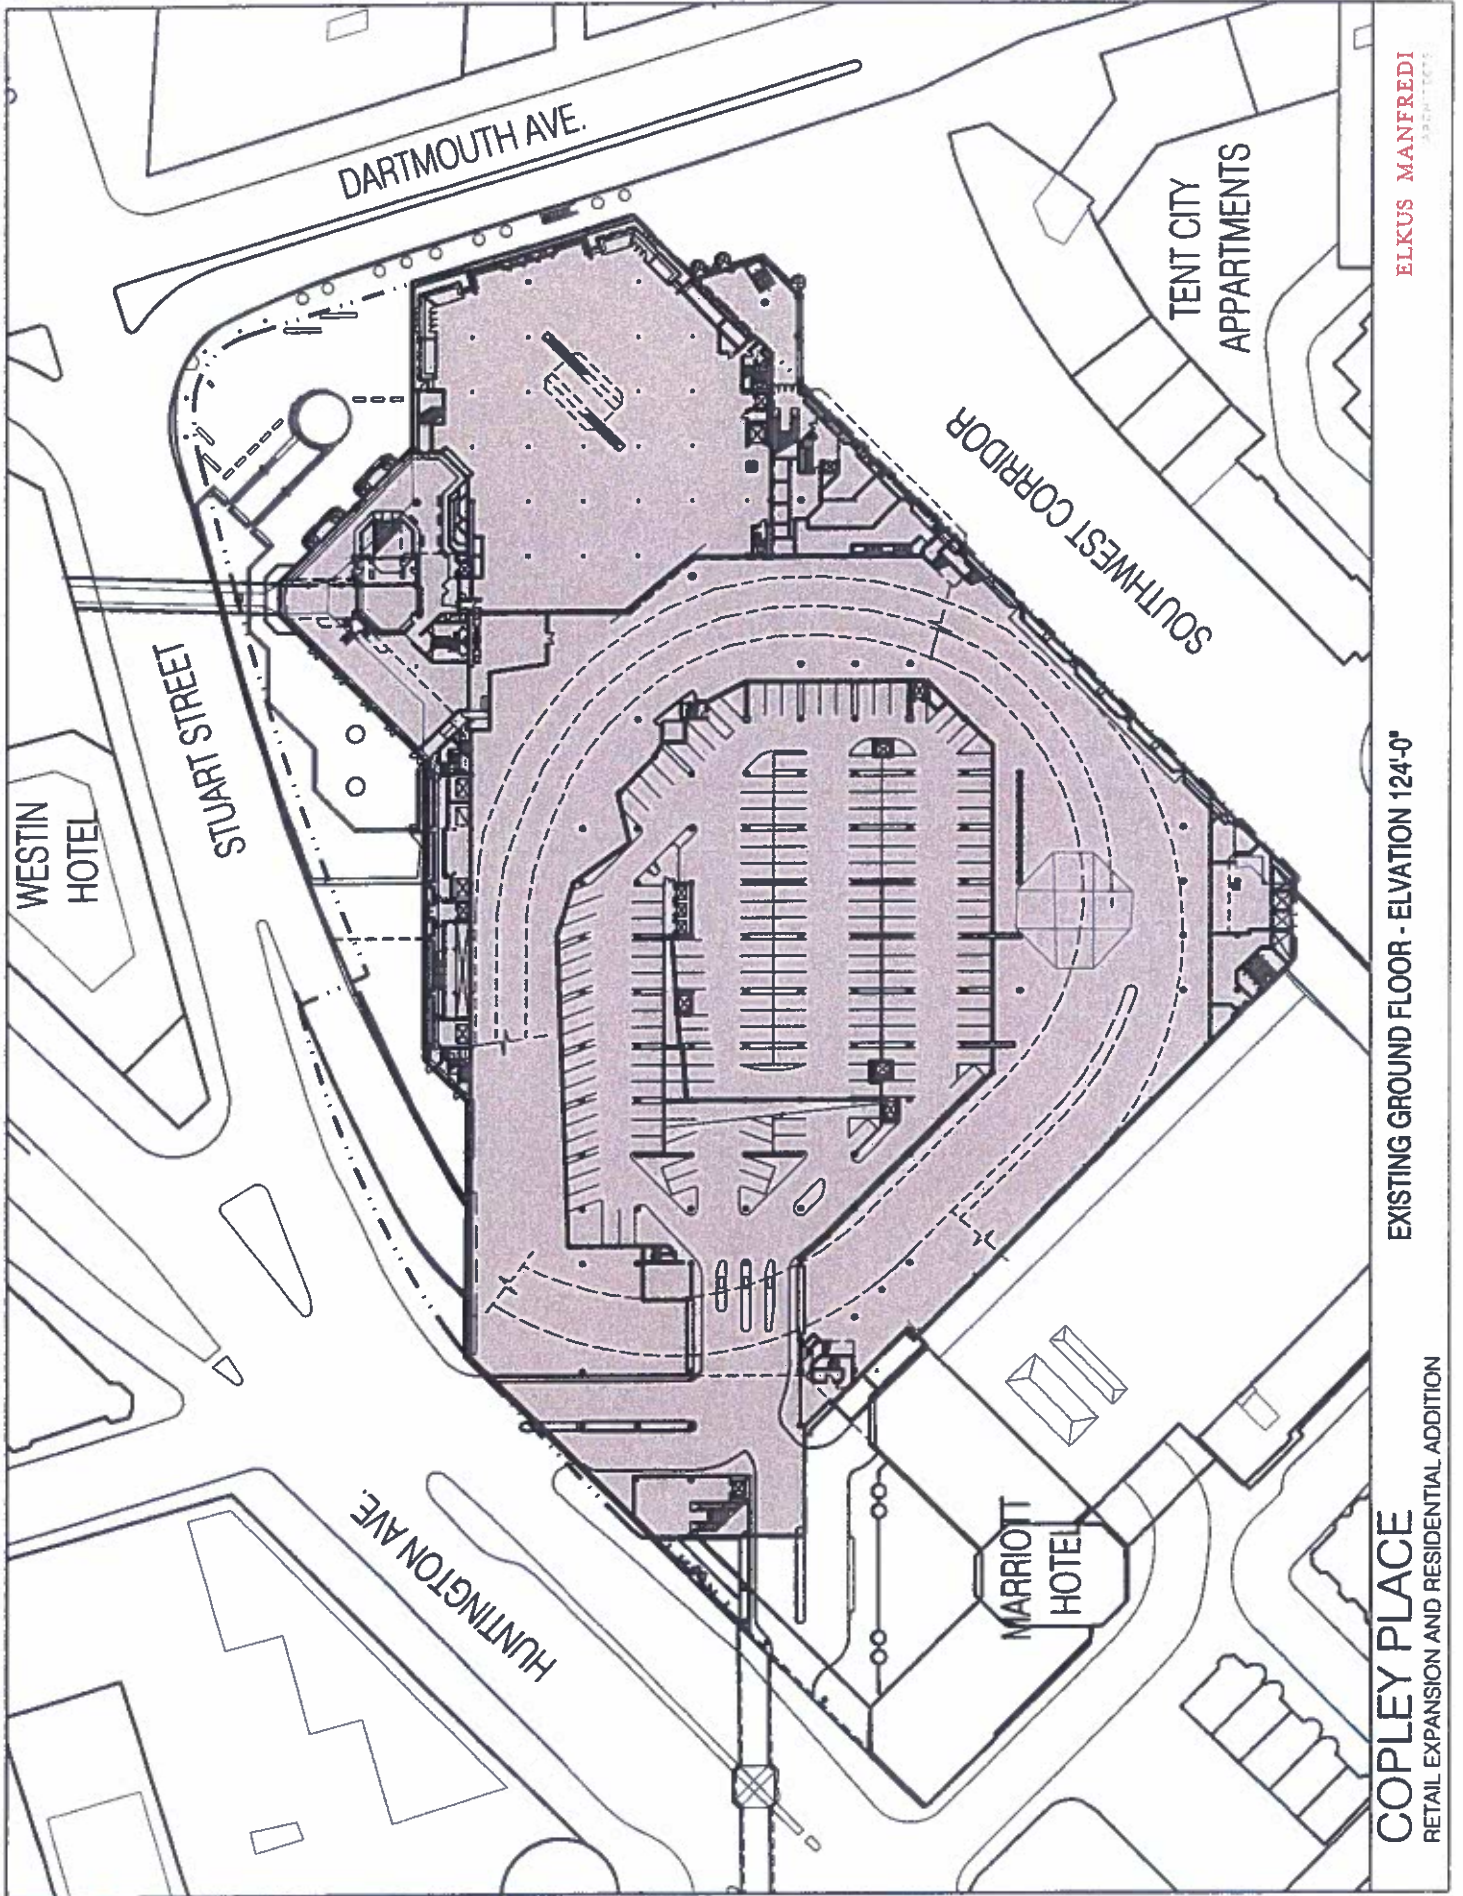 WESTIN
HOTEL
STUART STREET
DARTMOUTH AVE.
HUNTINGTON AVE.
SOUTHWEST CORRIDOR
TENT CITY
APPARTMENTS
MARRIOTT
HOTEL
COPLEY PLACE
RETAIL EXPANSION AND RESIDENTIAL ADDITION
EXISTING GROUND FLOOR - ELVATION 124'-0"
ELKUS MANFREDI
ARCHITECTS